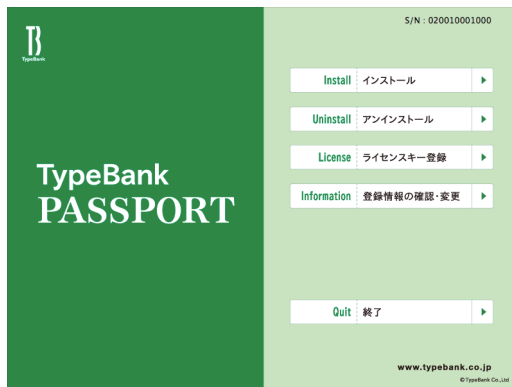 TypeBank
TypeBank
PASSPORT
S/N : 020010001000
Install インストール
Uninstall アンインストール
License ライセンスキー登録
Information 登録情報の確認・変更
Quit 終了
www.typebank.co.jp
©TypeBank Co.,Ltd